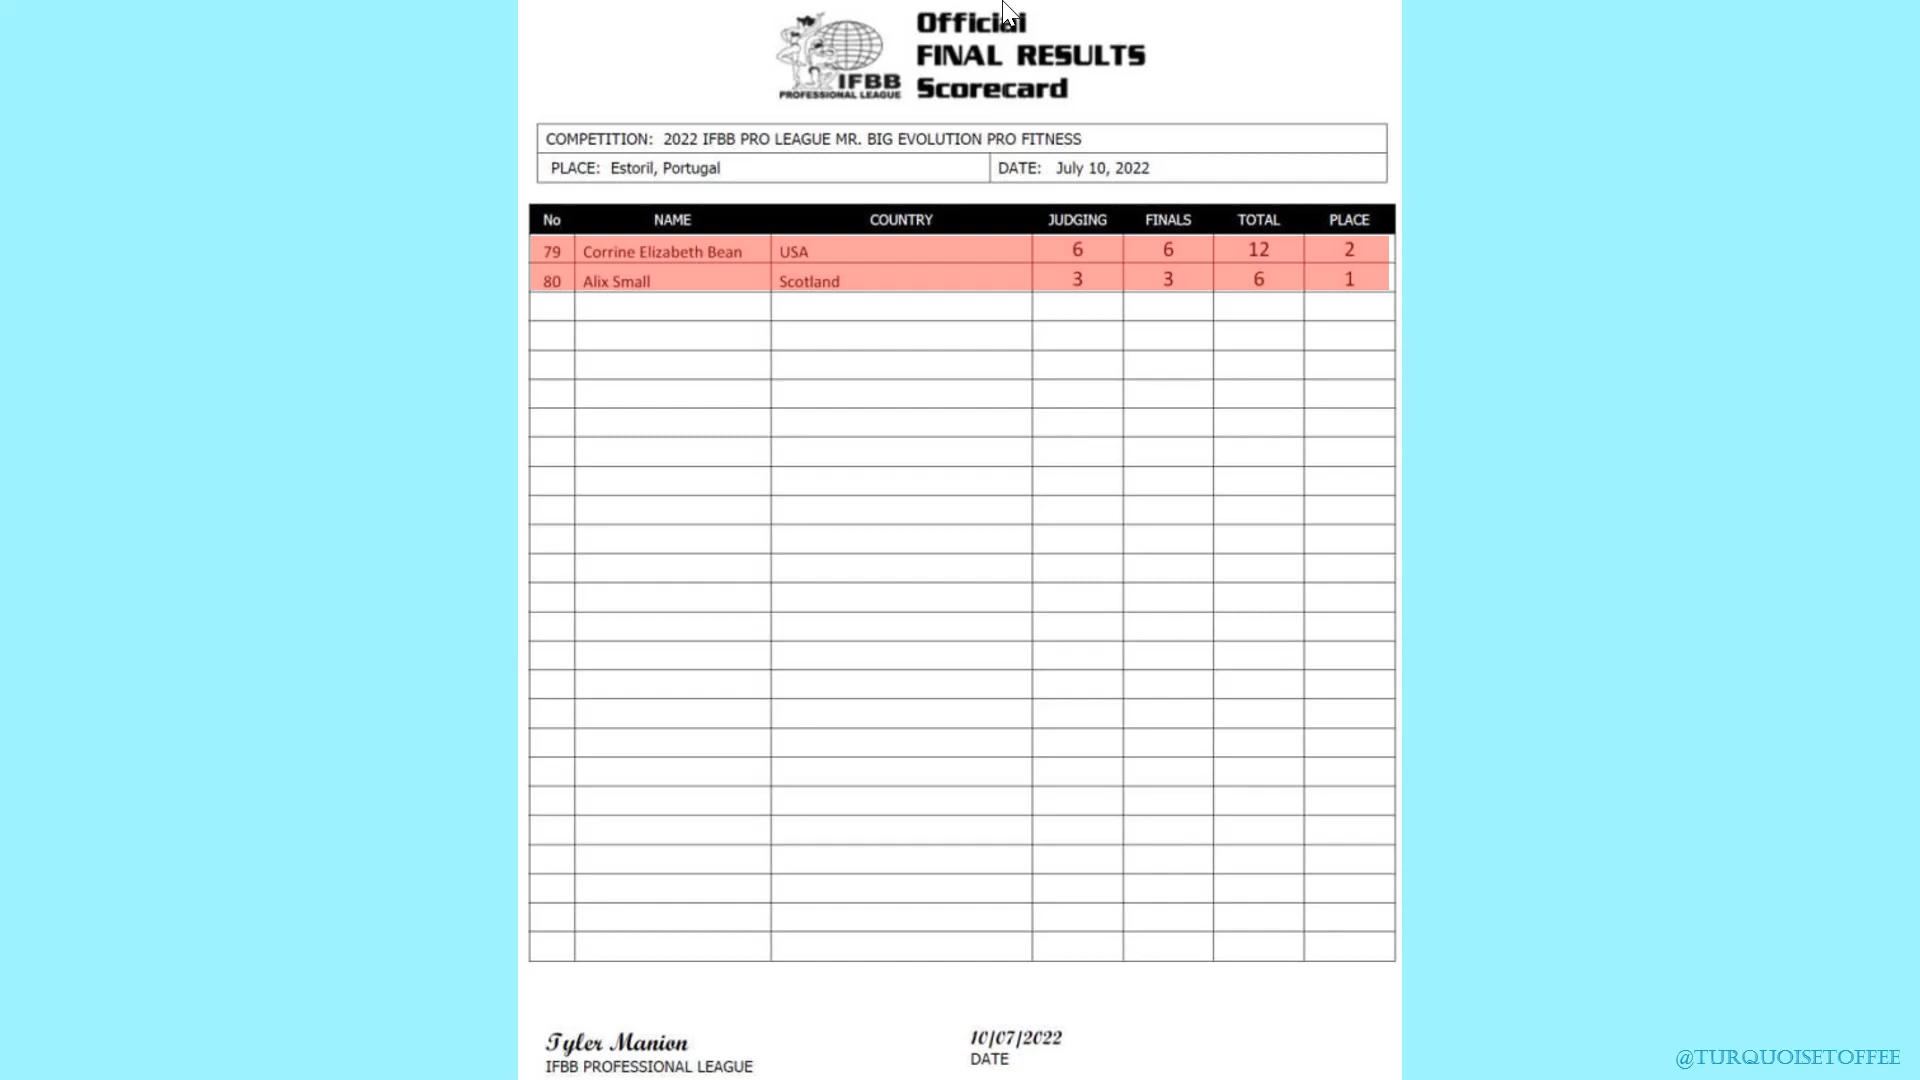 Official
FINAL RESULTS
Scorecard
IFBB
PROFESSIONAL LEAGUE
COMPETITION: 2022 IFBB PRO LEAGUE MR. BIG EVOLUTION PRO FITNESS
PLACE: Estoril, Portugal DATE: July 10, 2022
No NAME COUNTRY JUDGING FINALS TOTAL PLACE
79 Corrine Elizabeth Bean USA 6 6 12 2
80 Alix Small Scotland 3 3 6 1
Tyler Manion 10/07/2022
IFBB PROFESSIONAL LEAGUE DATE
@TURQUOISETOFFEE